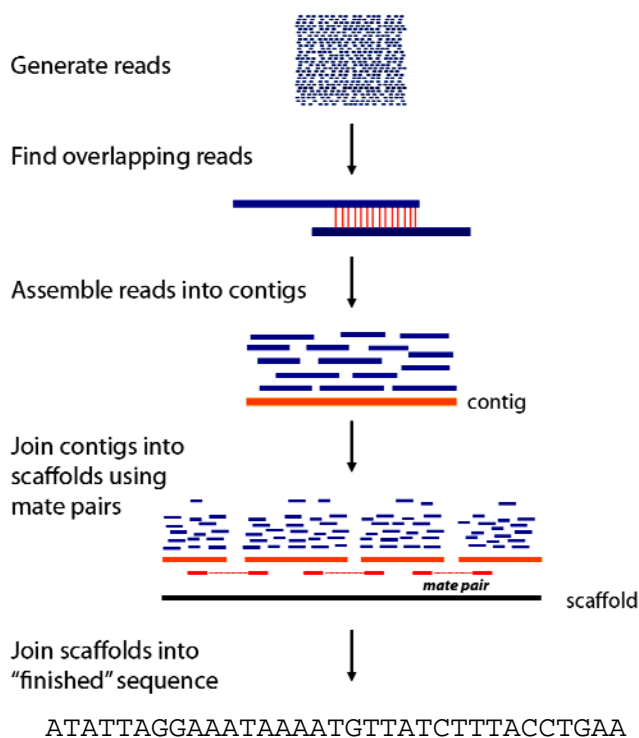 Generate reads
Find overlapping reads
Assemble reads into contigs
contig
Join contigs into
scaffolds using
mate pairs
mate pair
scaffold
Join scaffolds into
“finished” sequence
ATATTAGGAAATAAAATGTTATCTTTACCTGAA